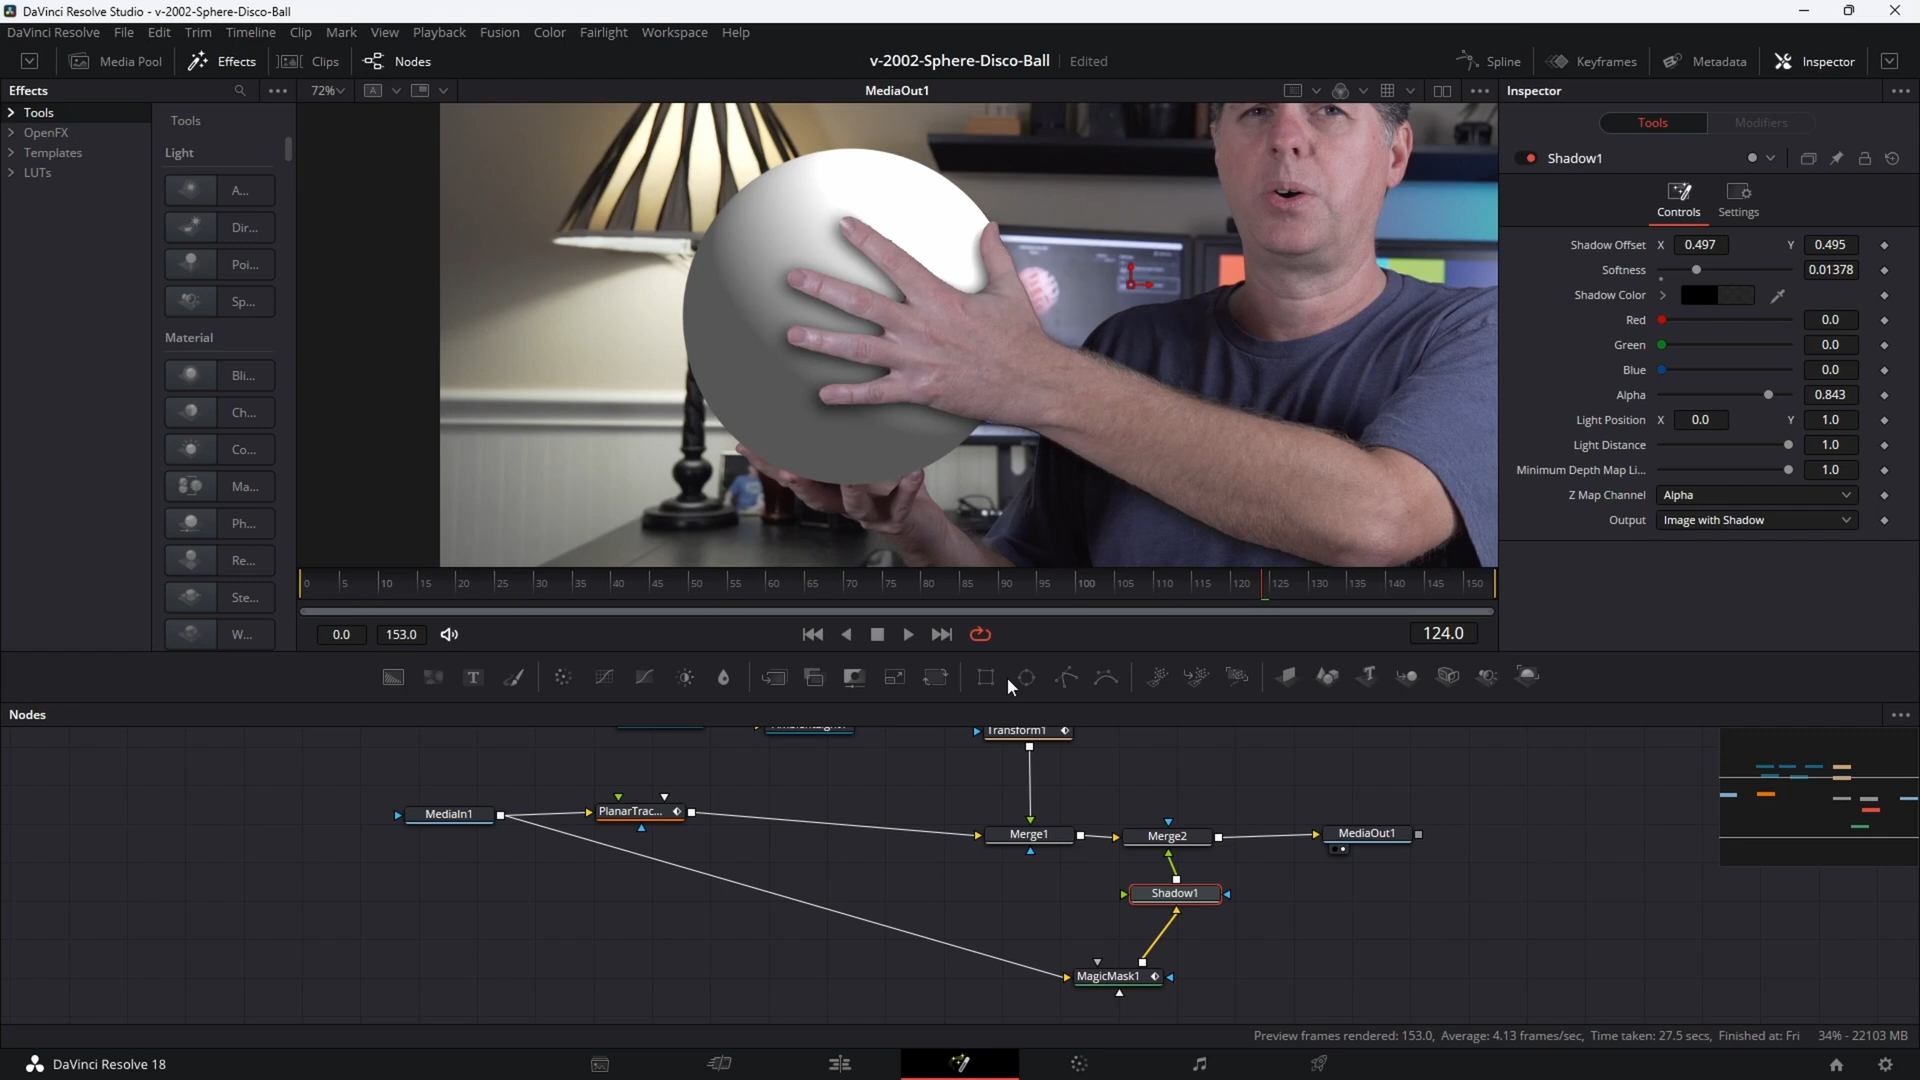 DaVinci Resolve Studio - v-2002-Sphere-Disco-Ball
DaVinci Resolve File Edit Trim Timeline Clip Mark View Playback Fusion Color Fairlight Workspace Help
Media Pool Effects Clips Nodes v-2002-Sphere-Disco-Ball Edited Spline Keyframes Metadata Inspector
Effects 72% A MediaOut1 Inspector
Tools
OpenFX
Templates
LUTs
Tools
Light
A...
Dir...
Poi...
Sp...
Material
Bli...
Ch...
Co...
Ma...
Ph...
Re...
Ste...
W...
Tools Modifiers
Shadow1
Controls Settings
Shadow Offset X 0.497 Y 0.495
Softness 0.01378
Shadow Color
Red 0.0
Green 0.0
Blue 0.0
Alpha 0.843
Light Position X 0.0 Y 1.0
Light Distance 1.0
Minimum Depth Map Li... 1.0
Z Map Channel Alpha
Output Image with Shadow
0 5 10 15 20 25 30 35 40 45 50 55 60 65 70 75 80 85 90 95 100 105 110 115 120 125 130 135 140 145 150
0.0 153.0 124.0
T T
Nodes
Transform1
MediaIn1 PlanarTrac... Merge1 Merge2 MediaOut1
Shadow1
MagicMask1
Preview frames rendered: 153.0, Average: 4.13 frames/sec, Time taken: 27.5 secs, Finished at: Fri 34% - 22103 MB
DaVinci Resolve 18